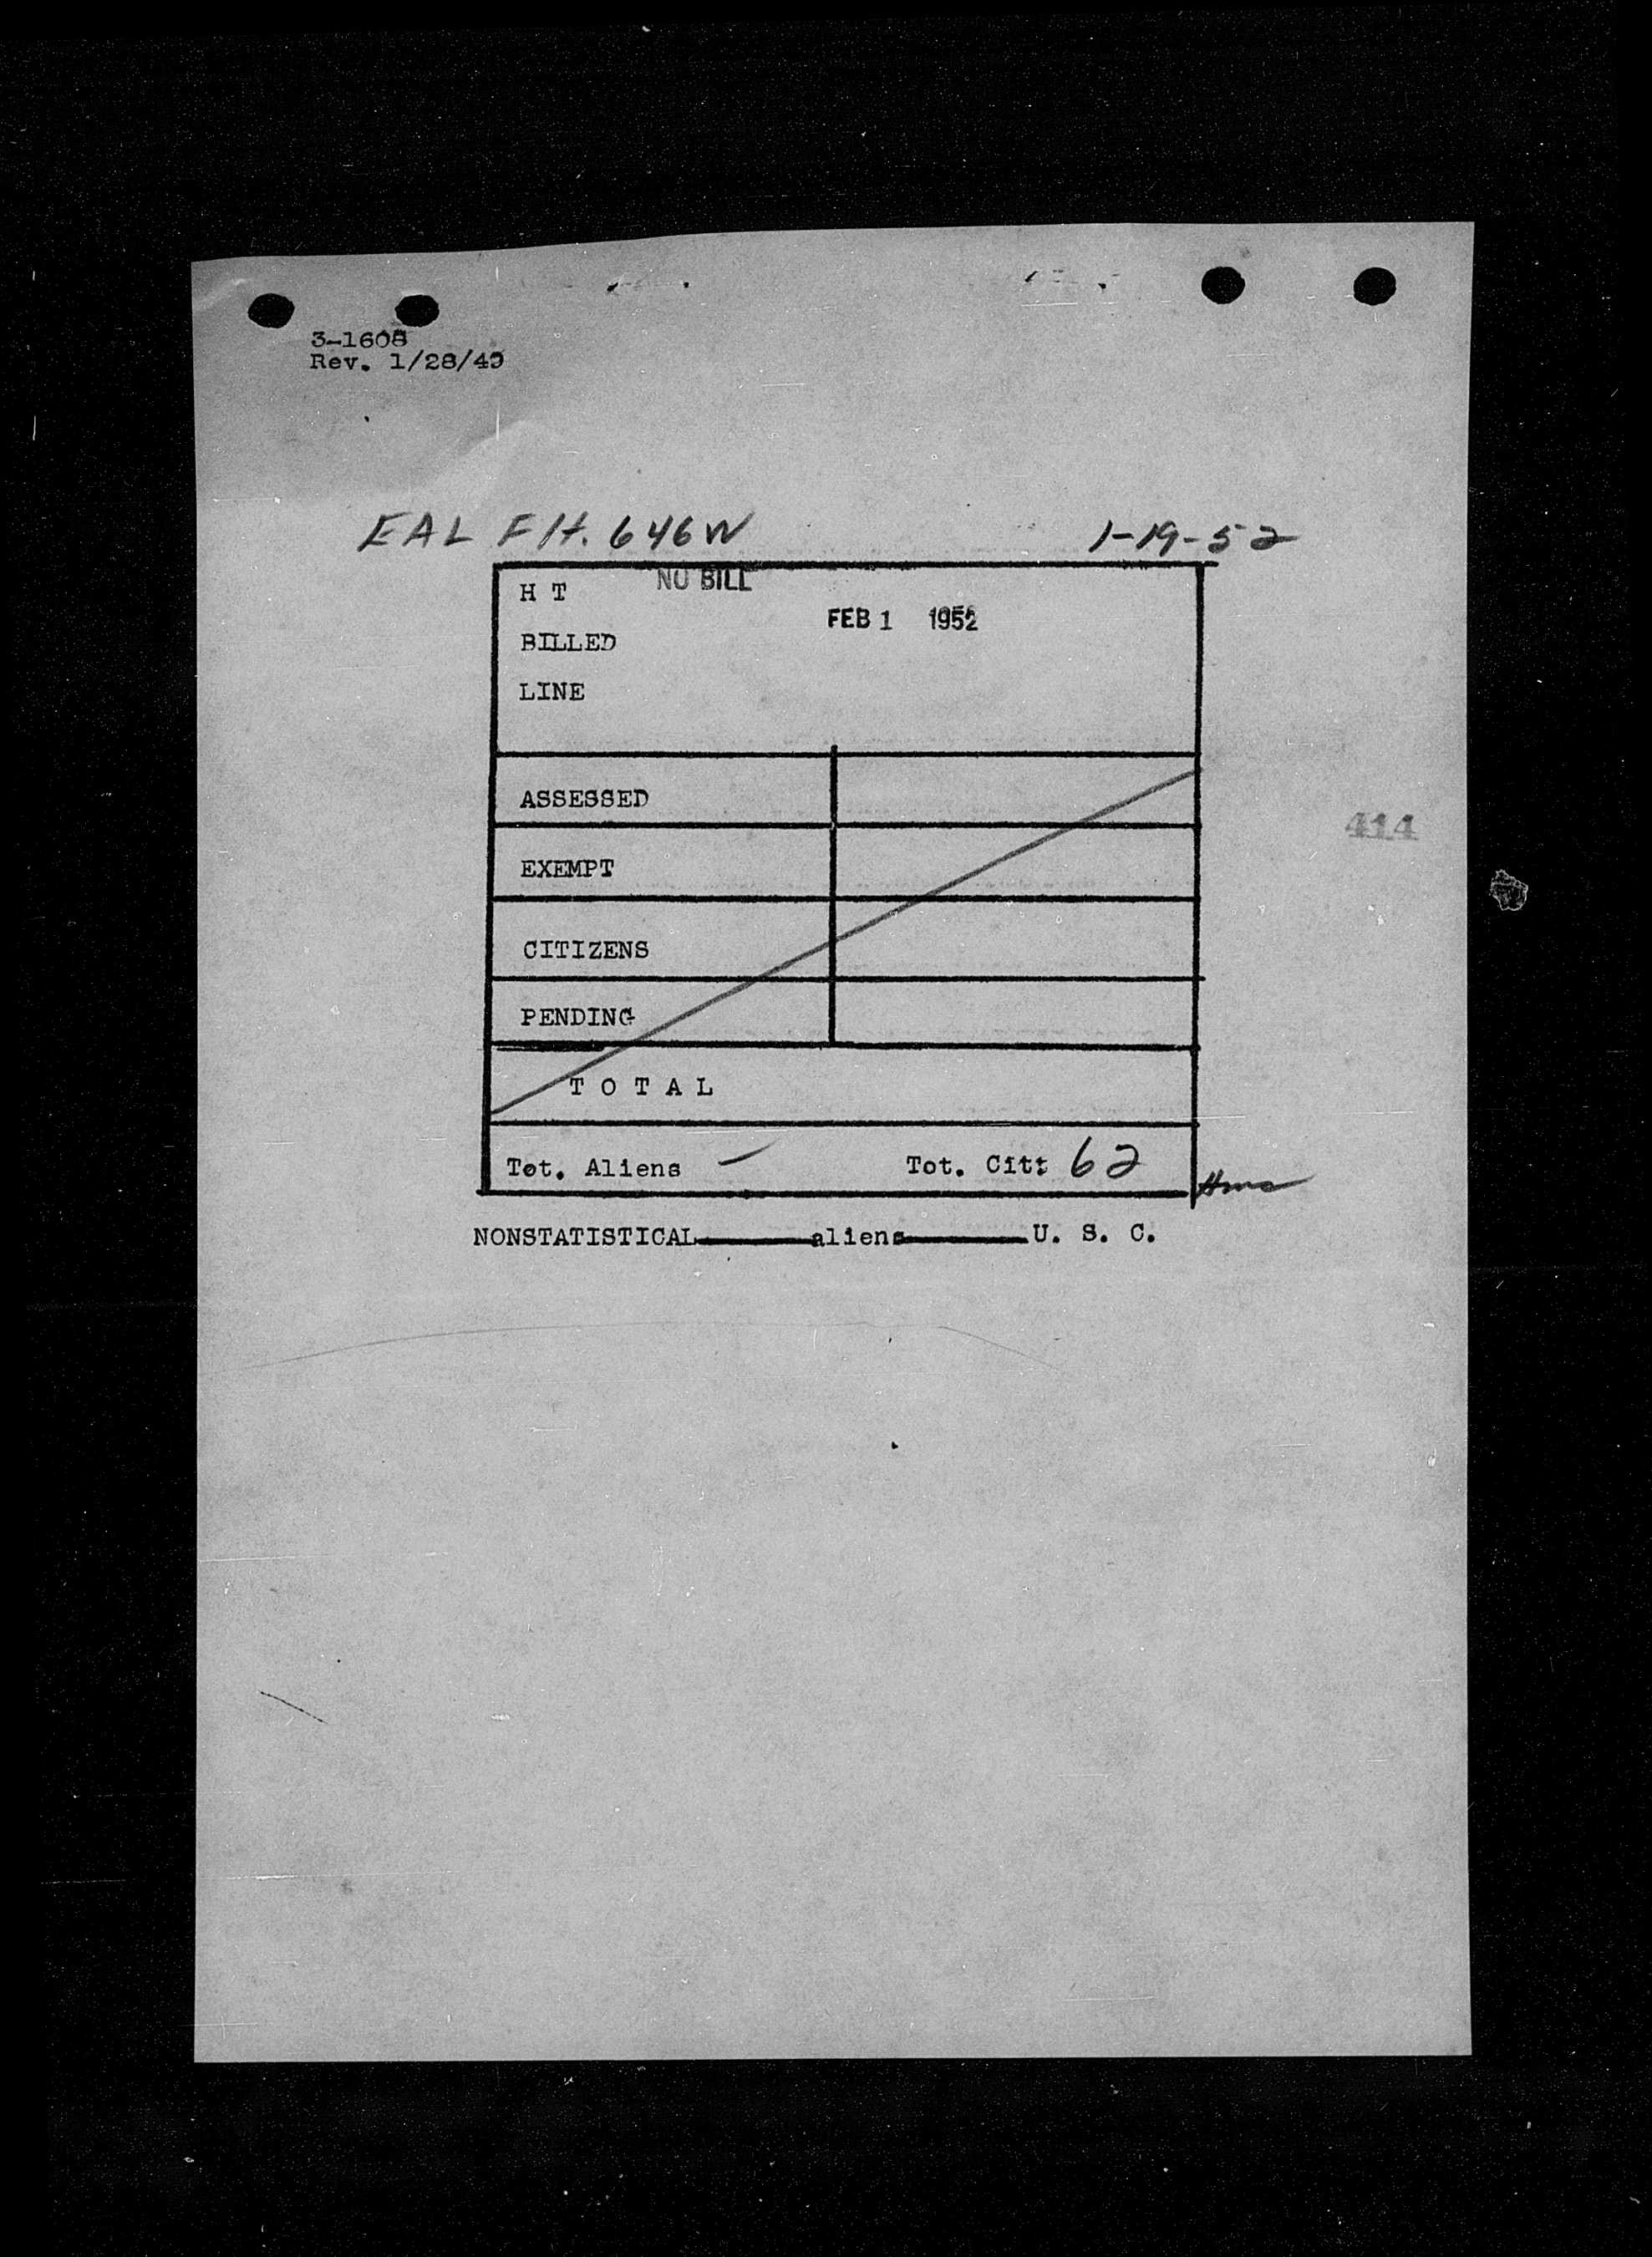 3-1608
Rev. 1/28/49
EAL Flt. 646W 1-19-52
H T NO BILL
FEB 1 1952
BILLED
LINE
ASSESSED
414
EXEMPT
CITIZENS
PENDING
T O T A L
Tot. Aliens – Tot. Cit: 62
NONSTATISTICAL aliens U. S. C.